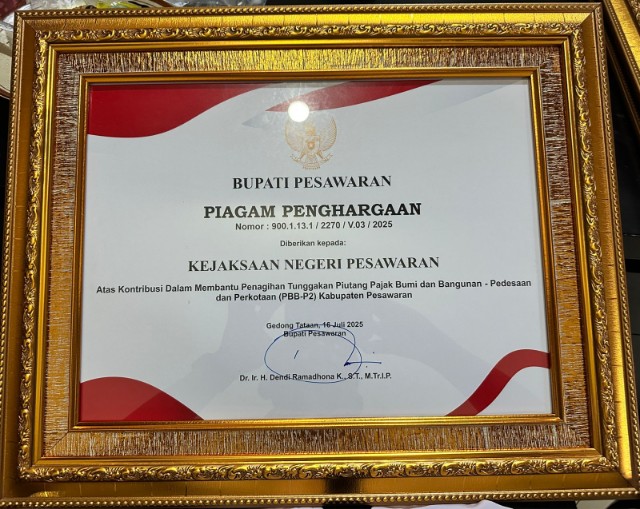 BUPATI PESAWARAN
PIAGAM PENGHARGAAN
Nomor : 900.1.13.1 / 2270 / V.03 / 2025
Diberikan kepada:
KEJAKSAAN NEGERI PESAWARAN
Atas Kontribusi Dalam Membantu Penagihan Tunggakan Piutang Pajak Bumi dan Bangunan - Pedesaan
dan Perkotaan (PBB-P2) Kabupaten Pesawaran
Gedong Tataan, 16 Juli 2025
Bupati Pesawaran
Dr. Ir. H. Dendi Ramadhona K., S.T., M.Tr.I.P.